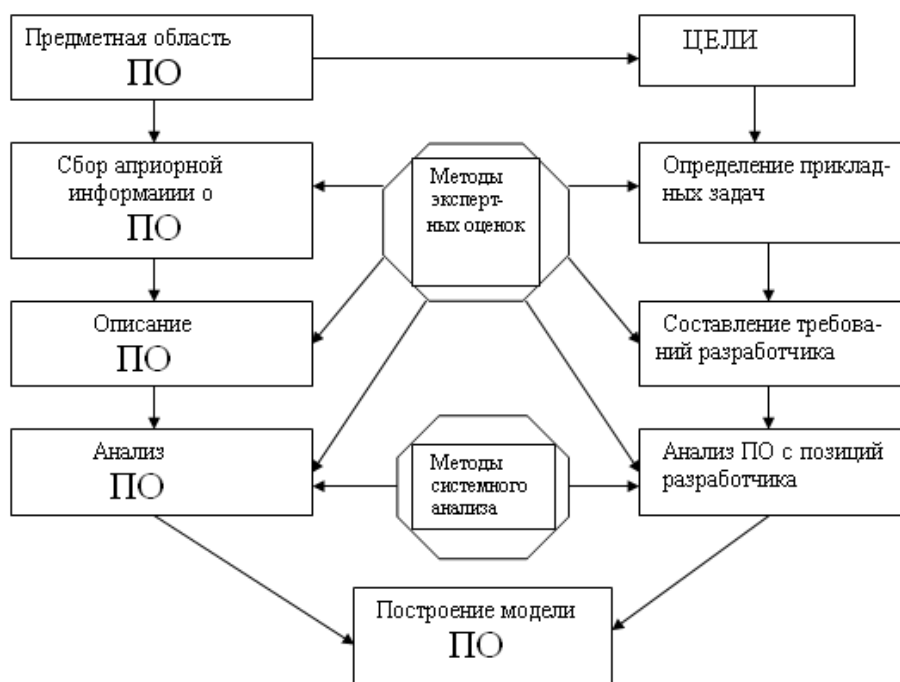 Предметная область
ПО
ЦЕЛИ
Сбор априорной
информаиии о
ПО
Методы
эксперт-
ных оценок
Определение приклад-
ных задач
Описание
ПО
Составление требова-
ний разработчика
Анализ
ПО
Методы
системного
анализа
Анализ ПО с позиций
разработчика
Построение модели
ПО